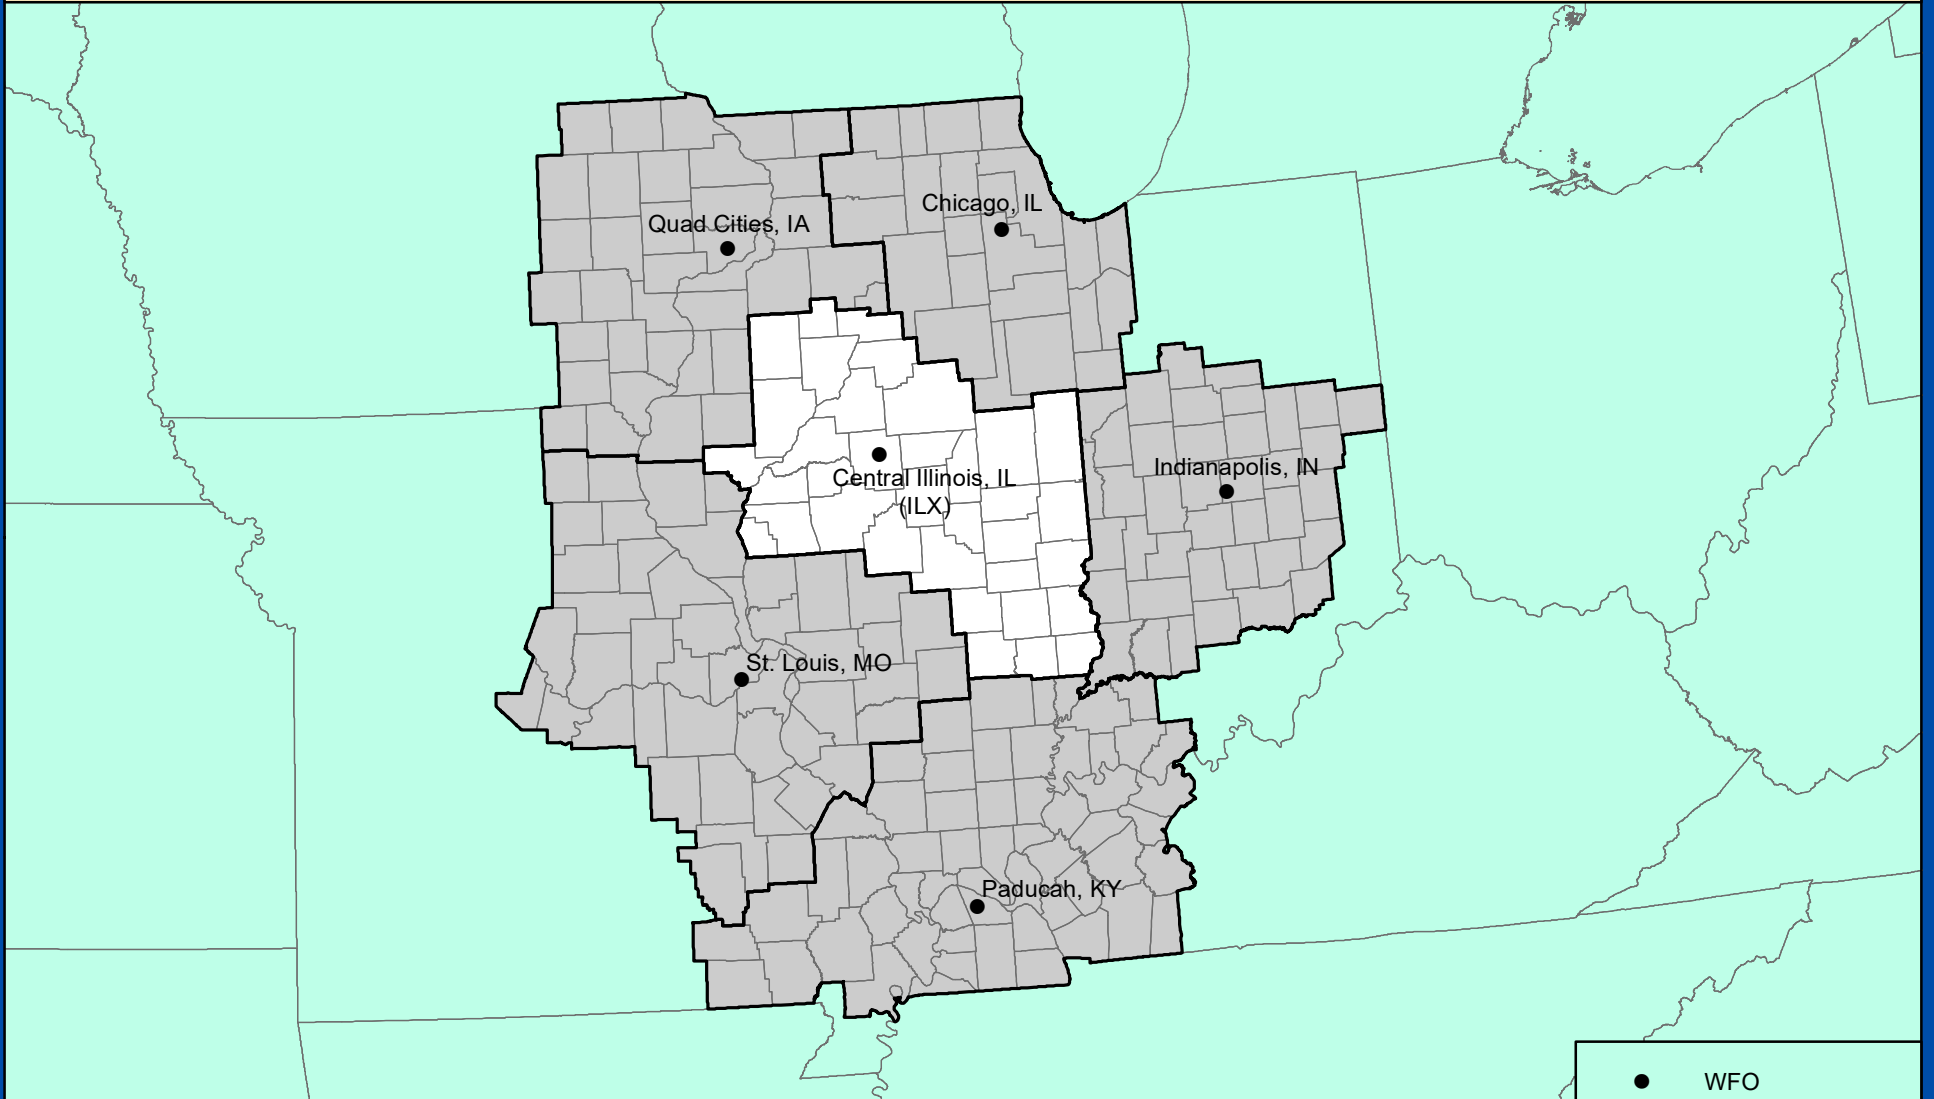 Chicago, IL
Quad Cities, IA
Indianapolis, IN
Central Illinois, IL
(ILX)
St. Louis, MO
Paducah, KY
WFO